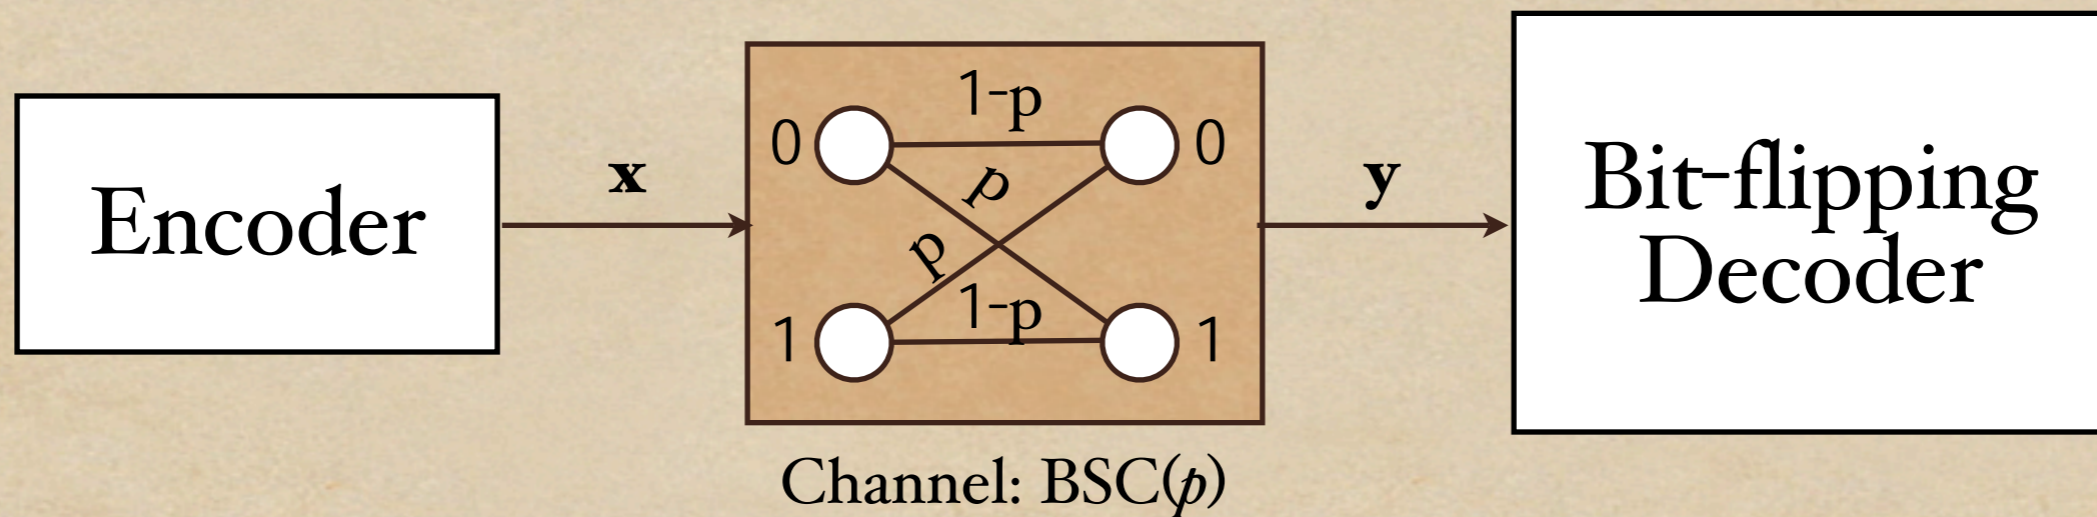 Encoder
x
0
1-p
0
p
p
1
1-p
1
Channel: BSC(p)
y
Bit-flipping
Decoder